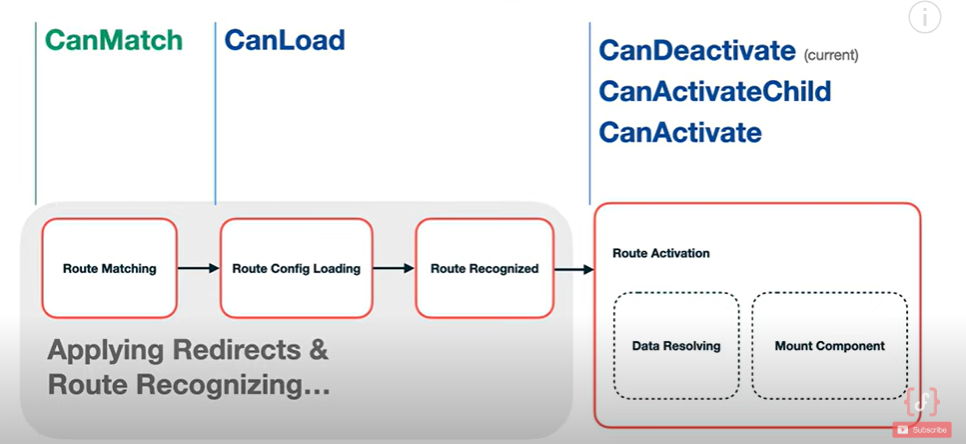 CanMatch
CanLoad
CanDeactivate (current)
CanActivateChild
CanActivate
Route Matching
Route Config Loading
Route Recognized
Route Activation
Data Resolving
Mount Component
Applying Redirects &
Route Recognizing...
Subscribe